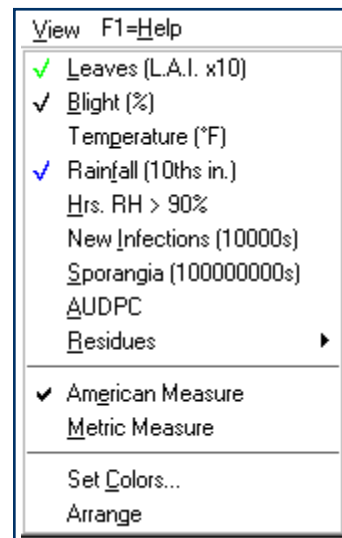 View F1=Help
Leaves (L.A.I. x10)
Blight (%)
Temperature (°F)
Rainfall (10ths in.)
Hrs. RH > 90%
New Infections (10000s)
Sporangia (100000000s)
AUDPC
Residues
American Measure
Metric Measure
Set Colors...
Arrange